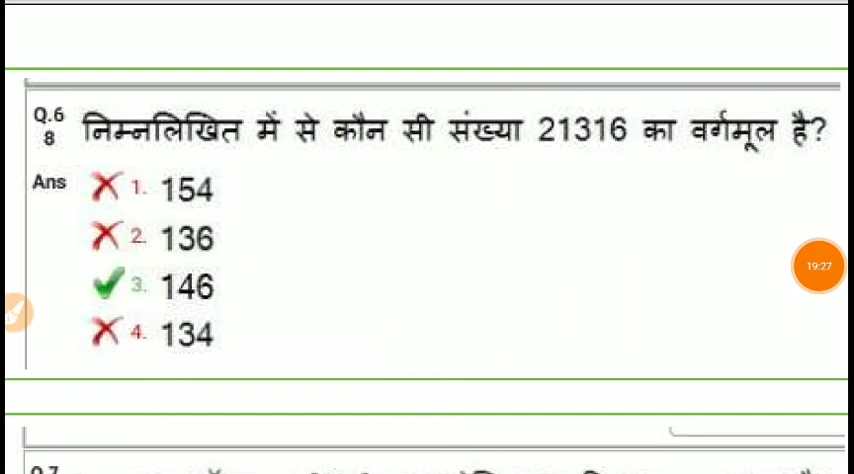 Q.6
8
निम्नलिखित में से कौन सी संख्या 21316 का वर्गमूल है?
Ans
1. 154
2. 136
3. 146
4. 134
19:27